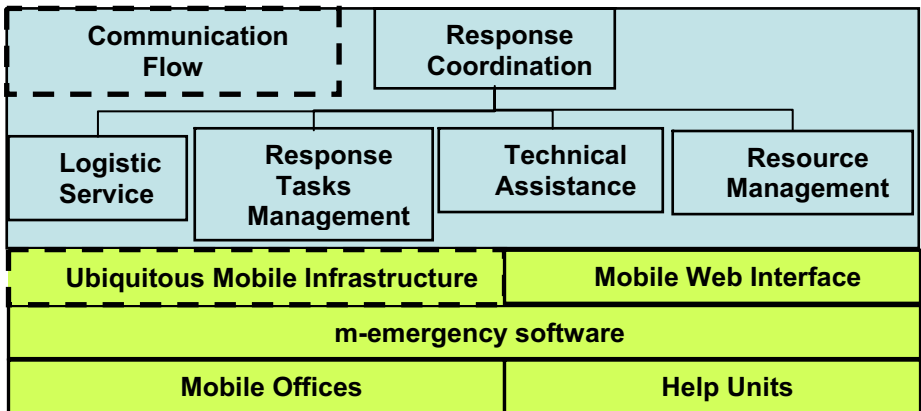 Communication
Flow
Response
Coordination
Logistic
Service
Response
Tasks
Management
Technical
Assistance
Resource
Management
Ubiquitous Mobile Infrastructure
Mobile Web Interface
m-emergency software
Mobile Offices
Help Units